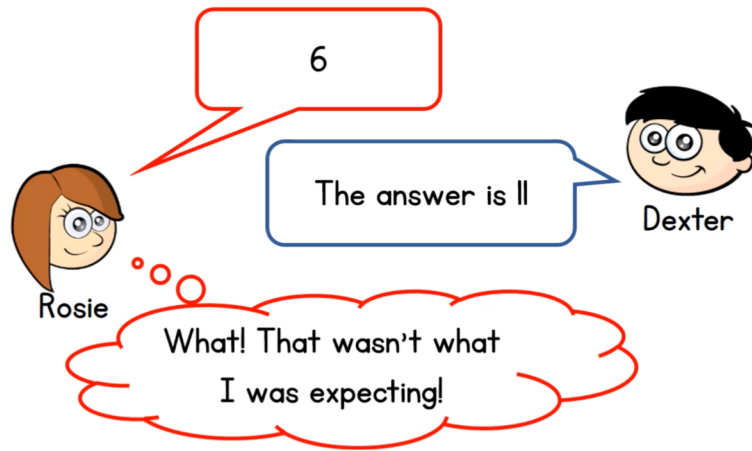 6
The answer is 11
Dexter
Rosie
What! That wasn't what
I was expecting!